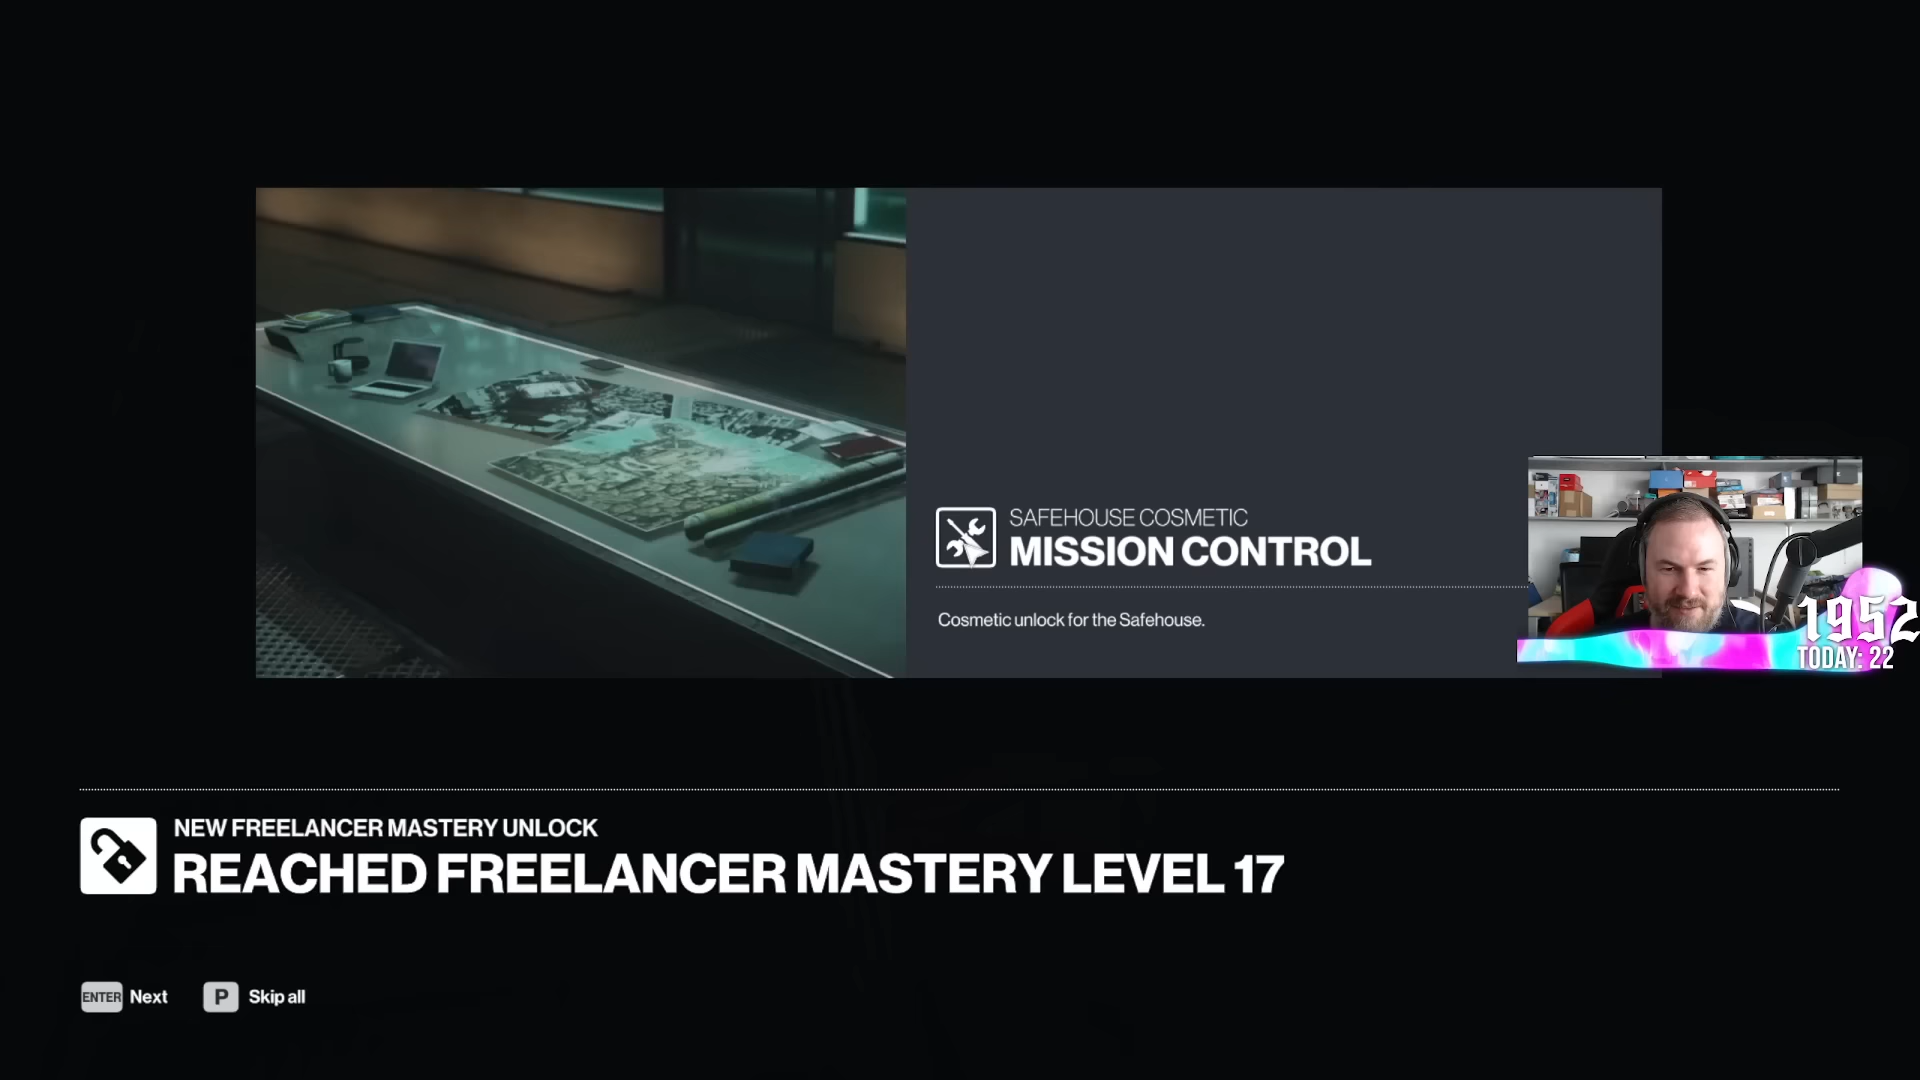 SAFEHOUSE COSMETIC
MISSION CONTROL
Cosmetic unlock for the Safehouse.
1952
TODAY: 22
NEW FREELANCER MASTERY UNLOCK
REACHED FREELANCER MASTERY LEVEL 17
ENTER Next P Skip all